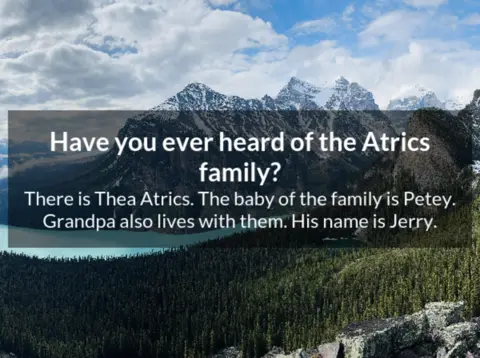 Have you ever heard of the Atrics
family?
There is Thea Atrics. The baby of the family is Petey.
Grandpa also lives with them. His name is Jerry.